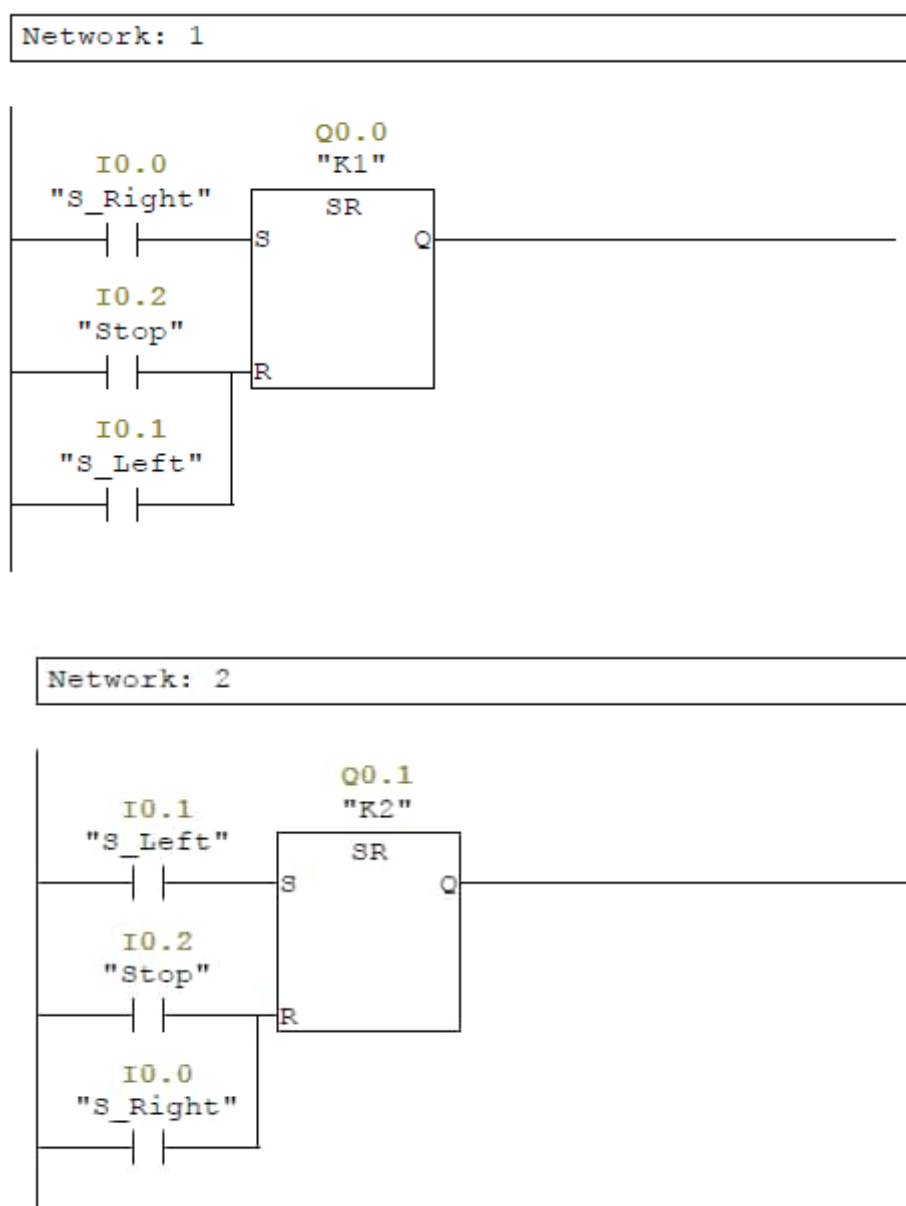 Network: 1
Q0.0
I0.0 "K1"
"S_Right" SR
S Q
I0.2
"Stop"
R
I0.1
"S_Left"
Network: 2
Q0.1
I0.1 "K2"
"S_Left" SR
S Q
I0.2
"Stop"
R
I0.0
"S_Right"